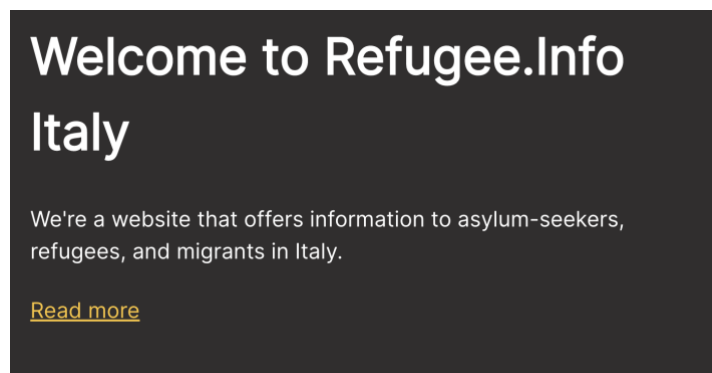 Welcome to Refugee.Info
Italy
We're a website that offers information to asylum-seekers,
refugees, and migrants in Italy.
Read more